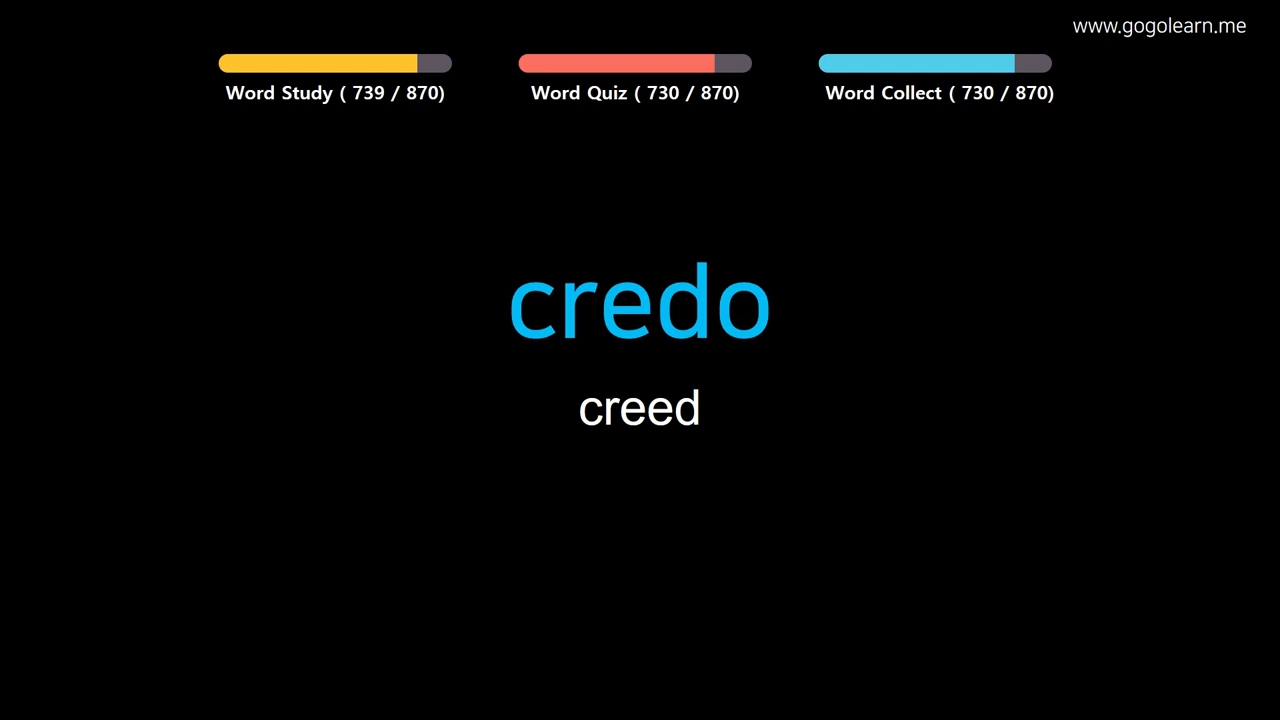 www.gogolearn.me
Word Study ( 739 / 870)
Word Quiz ( 730 / 870)
Word Collect ( 730 / 870)
credo
creed